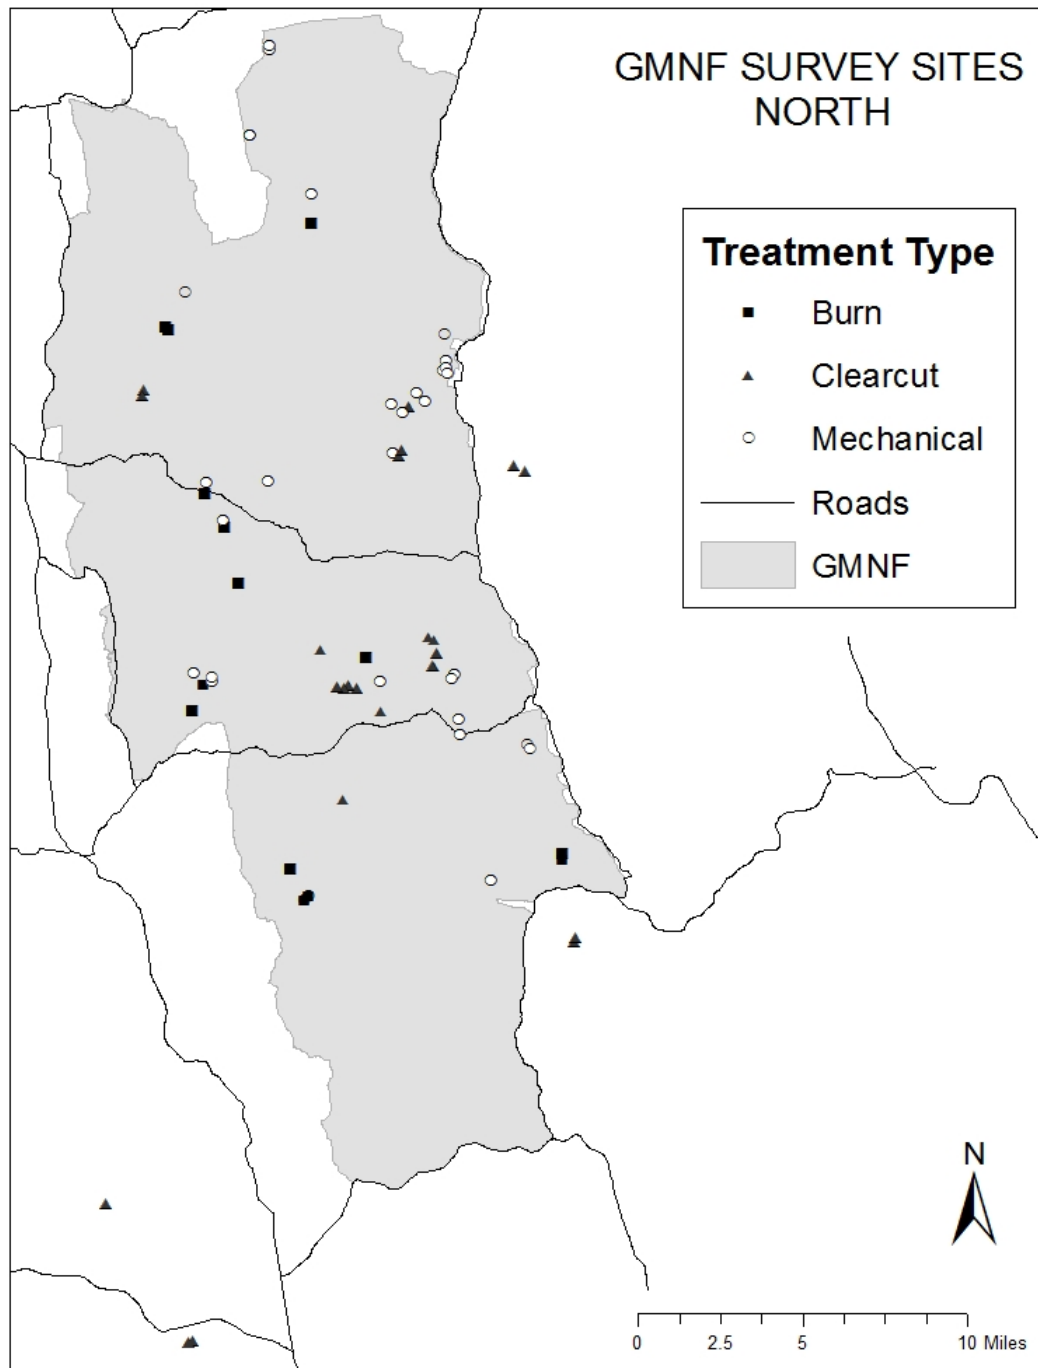 GMNF SURVEY SITES
NORTH
Treatment Type
Burn
Clearcut
Mechanical
Roads
GMNF
N
0 2.5 5 10 Miles